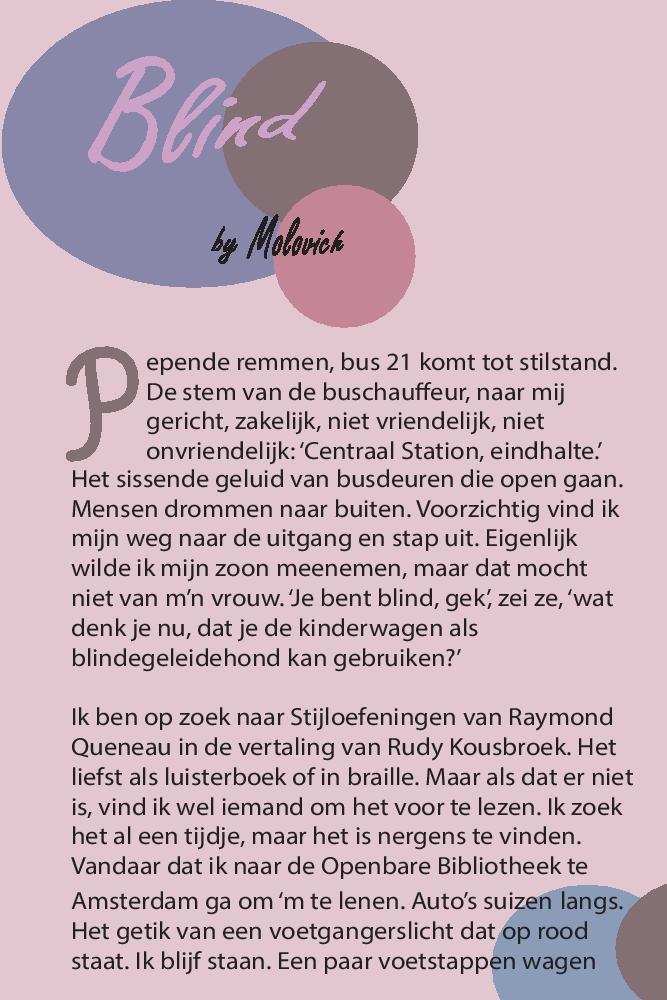 Blind
by Molovich
Pepende remmen, bus 21 komt tot stilstand.
De stem van de buschauffeur, naar mij
gericht, zakelijk, niet vriendelijk, niet
onvriendelijk: ‘Centraal Station, eindhalte.’
Het sissende geluid van busdeuren die open gaan.
Mensen drommen naar buiten. Voorzichtig vind ik
mijn weg naar de uitgang en stap uit. Eigenlijk
wilde ik mijn zoon meenemen, maar dat mocht
niet van m’n vrouw. ‘Je bent blind, gek’, zei ze, ‘wat
denk je nu, dat je de kinderwagen als
blindegeleidehond kan gebruiken?’
Ik ben op zoek naar Stijloefeningen van Raymond
Queneau in de vertaling van Rudy Kousbroek. Het
liefst als luisterboek of in braille. Maar als dat er niet
is, vind ik wel iemand om het voor te lezen. Ik zoek
het al een tijdje, maar het is nergens te vinden.
Vandaar dat ik naar de Openbare Bibliotheek te
Amsterdam ga om ‘m te lenen. Auto’s suizen langs.
Het getik van een voetgangerslicht dat op rood
staat. Ik blijf staan. Een paar voetstappen wagen